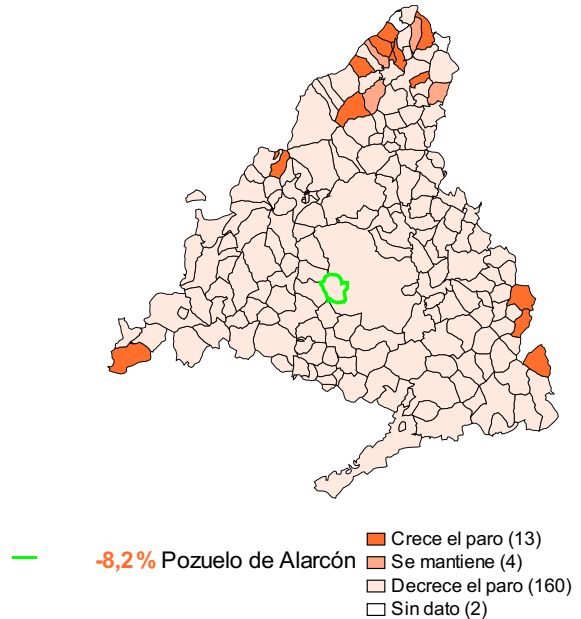 -8,2% Pozuelo de Alarcón
Crece el paro (13)
Se mantiene (4)
Decrece el paro (160)
Sin dato (2)